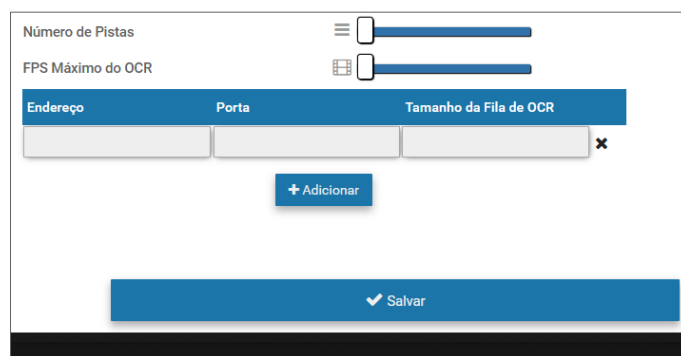 Número de Pistas
FPS Máximo do OCR
Endereço Porta Tamanho da Fila de OCR
Adicionar
Salvar